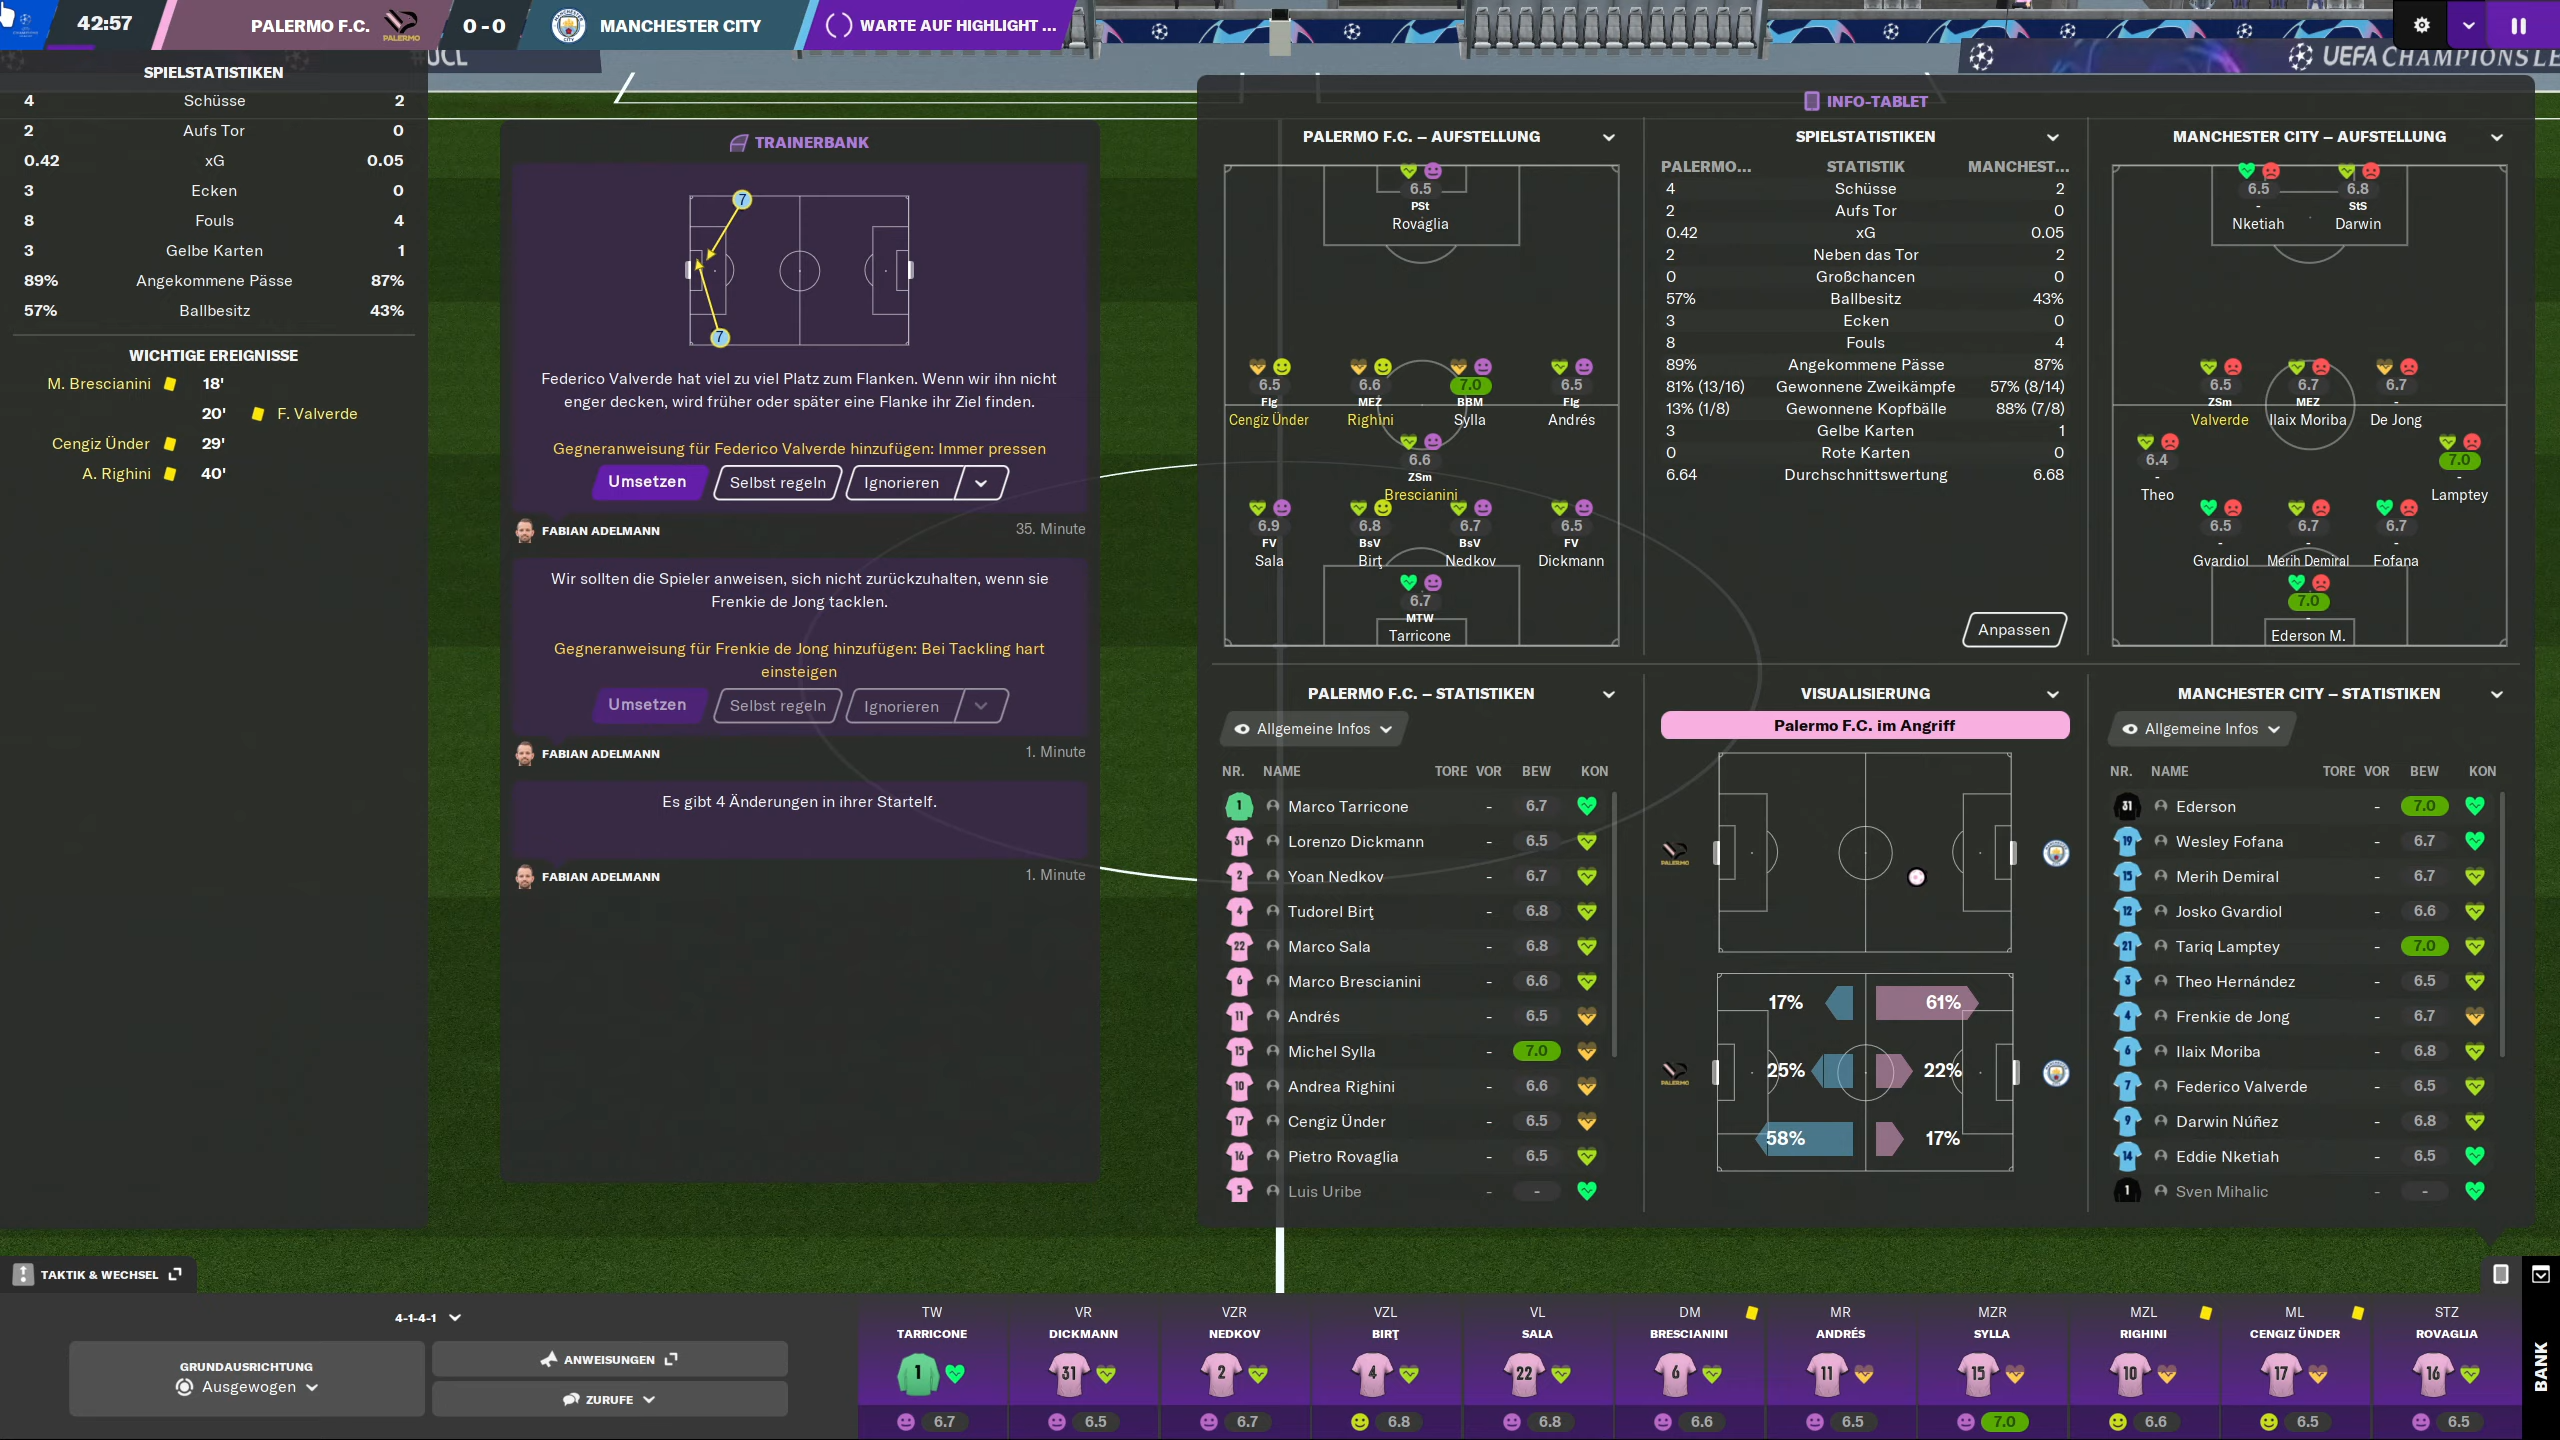 42:57
PALERMO F.C.
PALERMO
0 - 0
MANCHESTER CITY
WARTE AUF HIGHLIGHT ...
UCL
UEFA CHAMPIONS LE
SPIELSTATISTIKEN
4 Schüsse 2
2 Aufs Tor 0
0.42 xG 0.05
3 Ecken 0
8 Fouls 4
3 Gelbe Karten 1
89% Angekommene Pässe 87%
57% Ballbesitz 43%
WICHTIGE EREIGNISSE
M. Brescianini 18'
20' F. Valverde
Cengiz Ünder 29'
A. Righini 40'
TRAINERBANK
7
7
Federico Valverde hat viel zu viel Platz zum Flanken. Wenn wir ihn nicht
enger decken, wird früher oder später eine Flanke ihr Ziel finden.
Gegneranweisung für Federico Valverde hinzufügen: Immer pressen
Umsetzen Selbst regeln Ignorieren
FABIAN ADELMANN 35. Minute
Wir sollten die Spieler anweisen, sich nicht zurückzuhalten, wenn sie
Frenkie de Jong tacklen.
Gegneranweisung für Frenkie de Jong hinzufügen: Bei Tackling hart
einsteigen
Umsetzen Selbst regeln Ignorieren
FABIAN ADELMANN 1. Minute
Es gibt 4 Änderungen in ihrer Startelf.
FABIAN ADELMANN 1. Minute
INFO-TABLET
PALERMO F.C. – AUFSTELLUNG
6.5
PSt
Rovaglia
6.5 6.6 7.0 6.5
Flg MEZ BBM Flg
Cengiz Ünder Righini Sylla Andrés
6.6
ZSm
Brescianini
6.9 6.8 6.7 6.5
FV BsV BsV FV
Sala Birț Nedkov Dickmann
6.7
MTW
Tarricone
SPIELSTATISTIKEN
PALERMO... STATISTIK MANCHEST...
4 Schüsse 2
2 Aufs Tor 0
0.42 xG 0.05
2 Neben das Tor 2
0 Großchancen 0
57% Ballbesitz 43%
3 Ecken 0
8 Fouls 4
89% Angekommene Pässe 87%
81% (13/16) Gewonnene Zweikämpfe 57% (8/14)
13% (1/8) Gewonnene Kopfbälle 88% (7/8)
3 Gelbe Karten 1
0 Rote Karten 0
6.64 Durchschnittswertung 6.68
Anpassen
MANCHESTER CITY – AUFSTELLUNG
6.5 6.8
- StS
Nketiah Darwin
6.5 6.7 6.7
ZSm MEZ -
Valverde Ilaix Moriba De Jong
6.4 7.0
- -
Theo Lamptey
6.5 6.7 6.7
- - -
Gvardiol Merih Demiral Fofana
7.0
-
Ederson M.
PALERMO F.C. – STATISTIKEN
Allgemeine Infos
NR. NAME TORE VOR BEW KON
1 Marco Tarricone - 6.7
31 Lorenzo Dickmann - 6.5
2 Yoan Nedkov - 6.7
4 Tudorel Birț - 6.8
22 Marco Sala - 6.8
6 Marco Brescianini - 6.6
11 Andrés - 6.5
15 Michel Sylla - 7.0
10 Andrea Righini - 6.6
17 Cengiz Ünder - 6.5
16 Pietro Rovaglia - 6.5
5 Luis Uribe - -
VISUALISIERUNG
Palermo F.C. im Angriff
PALERMO
17% 61%
25% 22%
PALERMO
58% 17%
MANCHESTER CITY – STATISTIKEN
Allgemeine Infos
NR. NAME TORE VOR BEW KON
31 Ederson - 7.0
19 Wesley Fofana - 6.7
15 Merih Demiral - 6.7
12 Josko Gvardiol - 6.6
21 Tariq Lamptey - 7.0
3 Theo Hernández - 6.5
4 Frenkie de Jong - 6.7
6 Ilaix Moriba - 6.8
7 Federico Valverde - 6.5
9 Darwin Núñez - 6.8
14 Eddie Nketiah - 6.5
1 Sven Mihalic - -
TAKTIK & WECHSEL
4-1-4-1
GRUNDAUSRICHTUNG
Ausgewogen
ANWEISUNGEN
ZURUFE
TW VR VZR VZL VL DM MR MZR MZL ML STZ
TARRICONE DICKMANN NEDKOV BIRȚ SALA BRESCIANINI ANDRÉS SYLLA RIGHINI CENGIZ ÜNDER ROVAGLIA
1 31 2 4 22 6 11 15 10 17 16
6.7 6.5 6.7 6.8 6.8 6.6 6.5 7.0 6.6 6.5 6.5
BANK